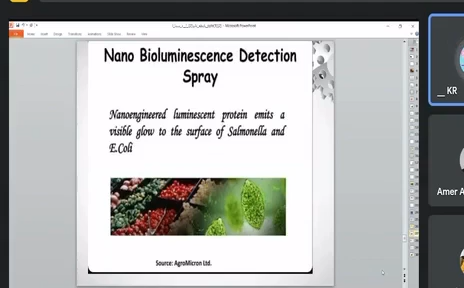 Nano Bioluminescence Detection
Spray
Nanoengineered luminescent protein emits a
visible glow to the surface of Salmonella and
E.Coli
Source: AgroMicron Ltd.
__ KR
Amer A